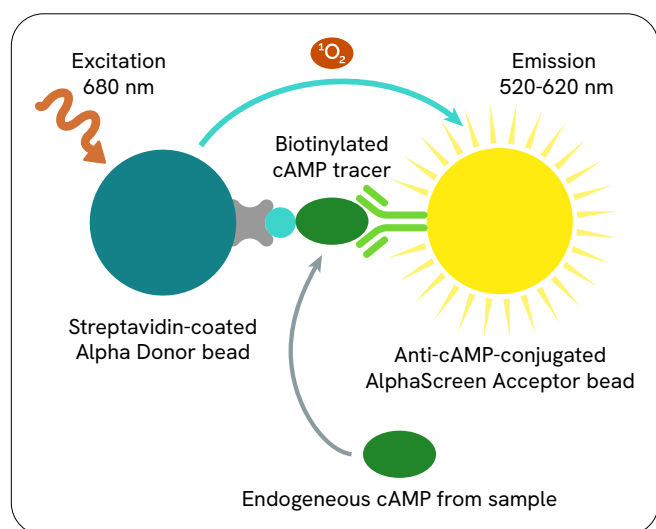 Excitation
680 nm
¹O₂
Emission
520-620 nm
Biotinylated
cAMP tracer
Streptavidin-coated
Alpha Donor bead
Anti-cAMP-conjugated
AlphaScreen Acceptor bead
Endogeneous cAMP from sample